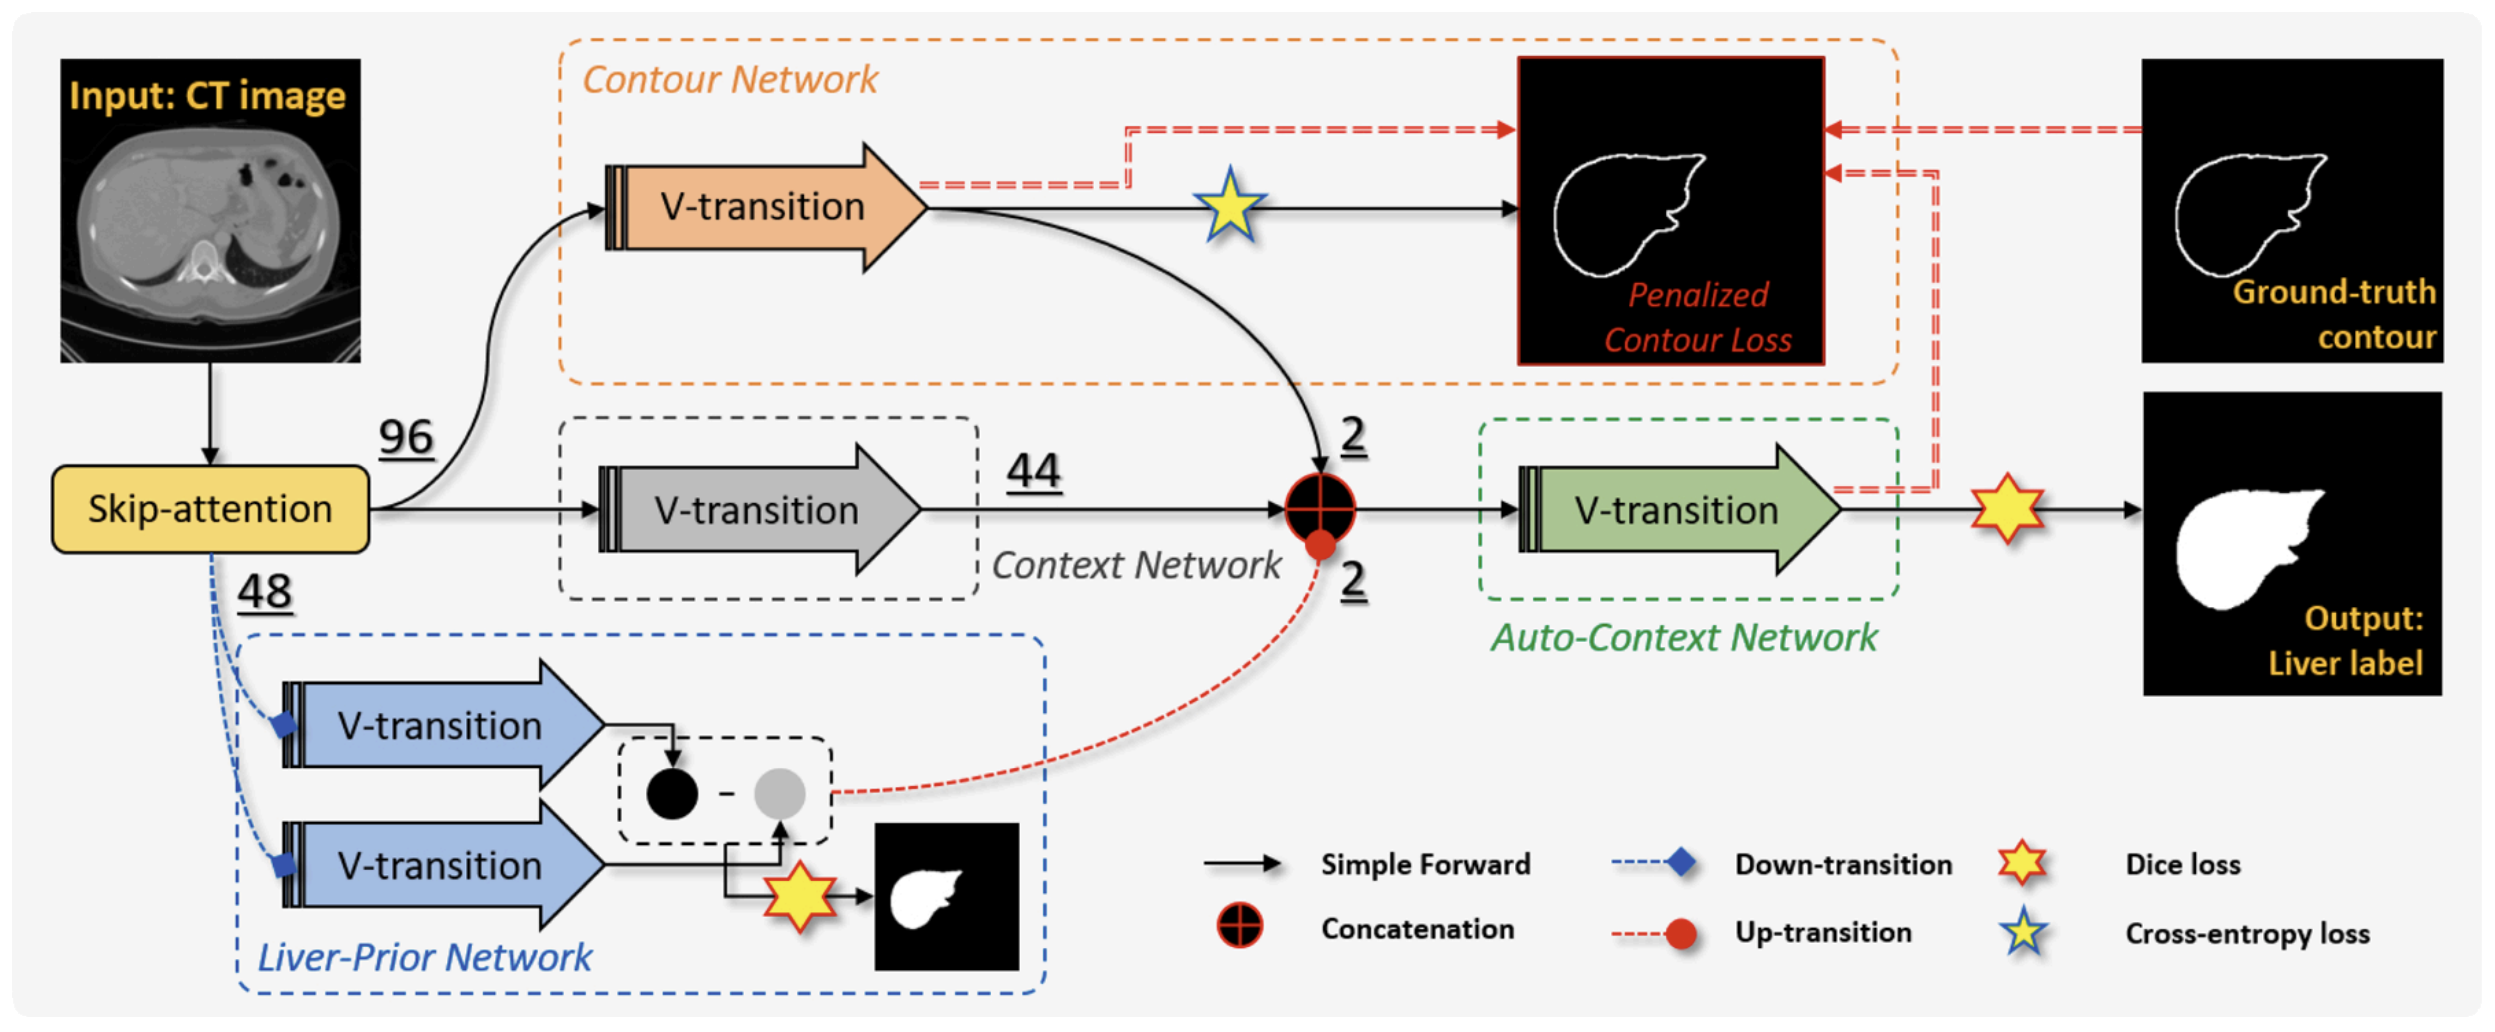 Input: CT image
Contour Network
V-transition
Penalized
Contour Loss
Ground-truth
contour
96
Skip-attention
V-transition
44
Context Network
2
2
V-transition
Auto-Context Network
Output:
Liver label
48
V-transition
-
V-transition
Liver-Prior Network
Simple Forward
Down-transition
Dice loss
Concatenation
Up-transition
Cross-entropy loss